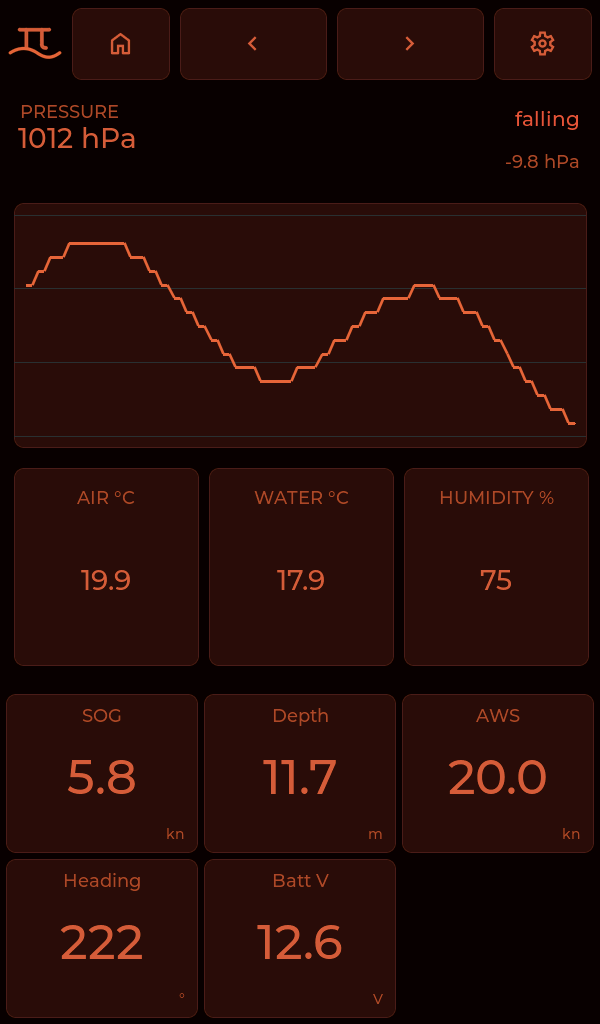 PRESSURE
1012 hPa
falling
-9.8 hPa
AIR °C
WATER °C
HUMIDITY %
19.9
17.9
75
SOG
Depth
AWS
5.8
11.7
20.0
kn
m
kn
Heading
Batt V
222
12.6
°
V